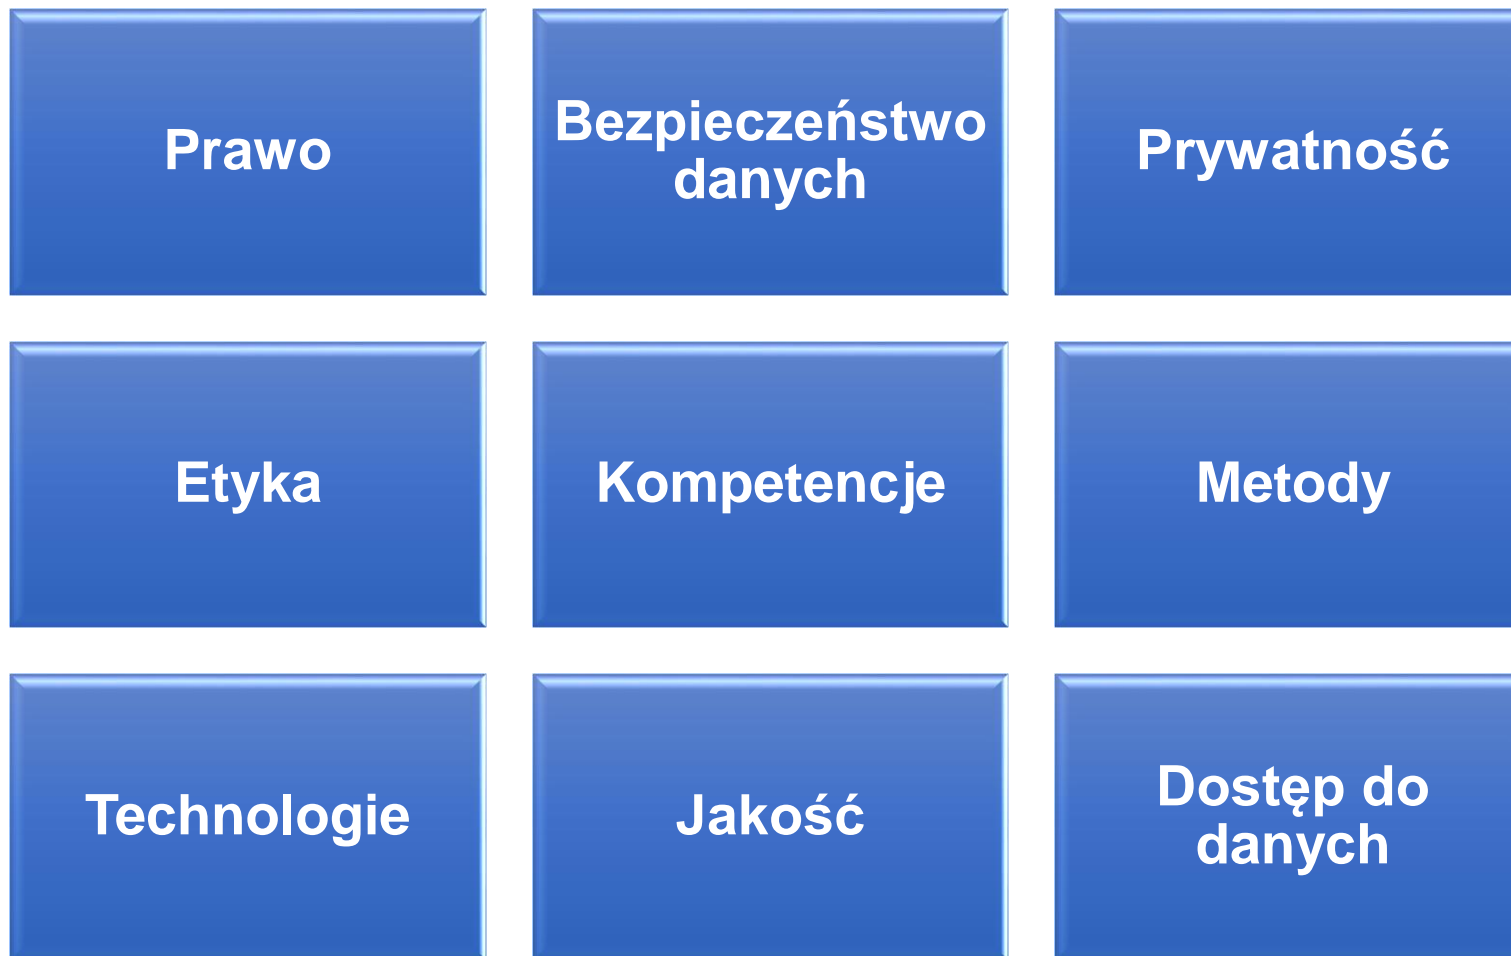 Prawo
Bezpieczeństwo
danych
Prywatność
Etyka
Kompetencje
Metody
Technologie
Jakość
Dostęp do
danych